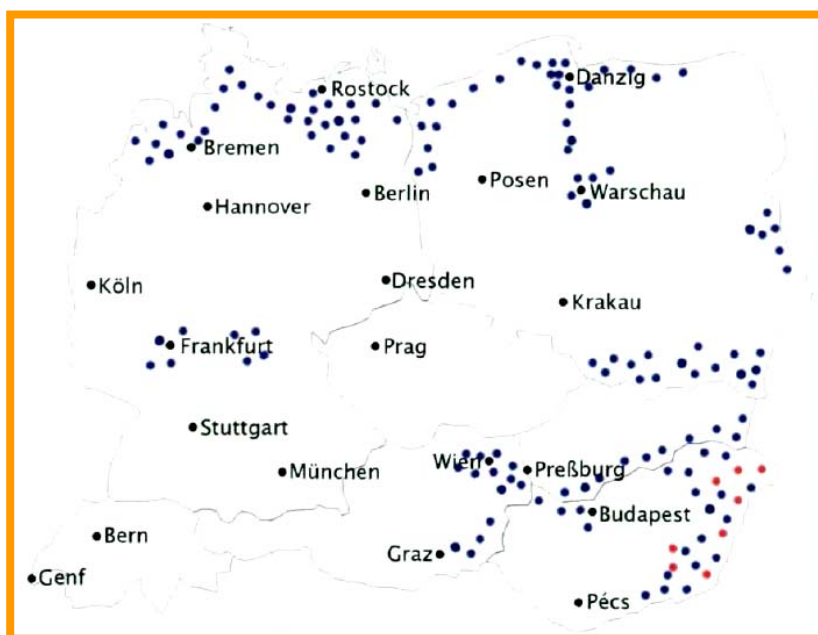 Rostock
Danzig
Bremen
Posen
Berlin
Warschau
Hannover
Dresden
Köln
Krakau
Frankfurt
Prag
Stuttgart
Wien
Preßburg
München
Budapest
Bern
Graz
Genf
Pécs